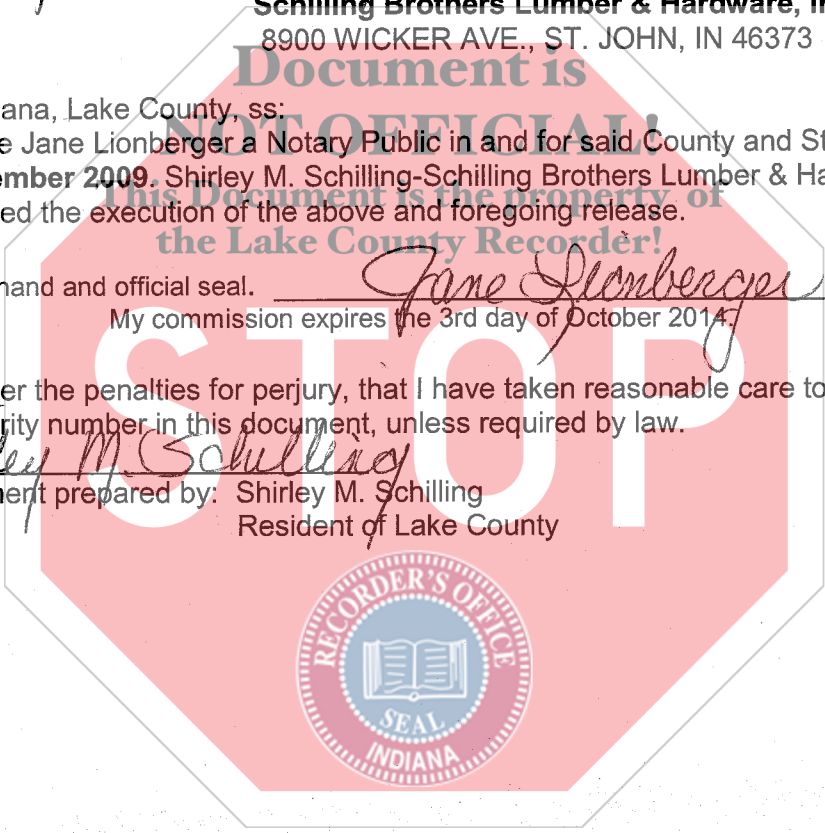 Schilling Brothers Lumber & Hardware, I
8900 WICKER AVE., ST. JOHN, IN 46373
Document is
ana, Lake County, ss:
NOT OFFICIAL!
e Jane Lionberger a Notary Public in and for said County and St
ember 2009. Shirley M. Schilling-Schilling Brothers Lumber & Ha
This Document is the property of
ed the execution of the above and foregoing release.
the Lake County Recorder!
hand and official seal. Jane Lionberger
My commission expires the 3rd day of October 2014.
STOP
er the penalties for perjury, that I have taken reasonable care to
rity number in this document, unless required by law.
ley M. Schilling
ment prepared by: Shirley M. Schilling
Resident of Lake County
RECORDER'S OFFICE
SEAL
INDIANA